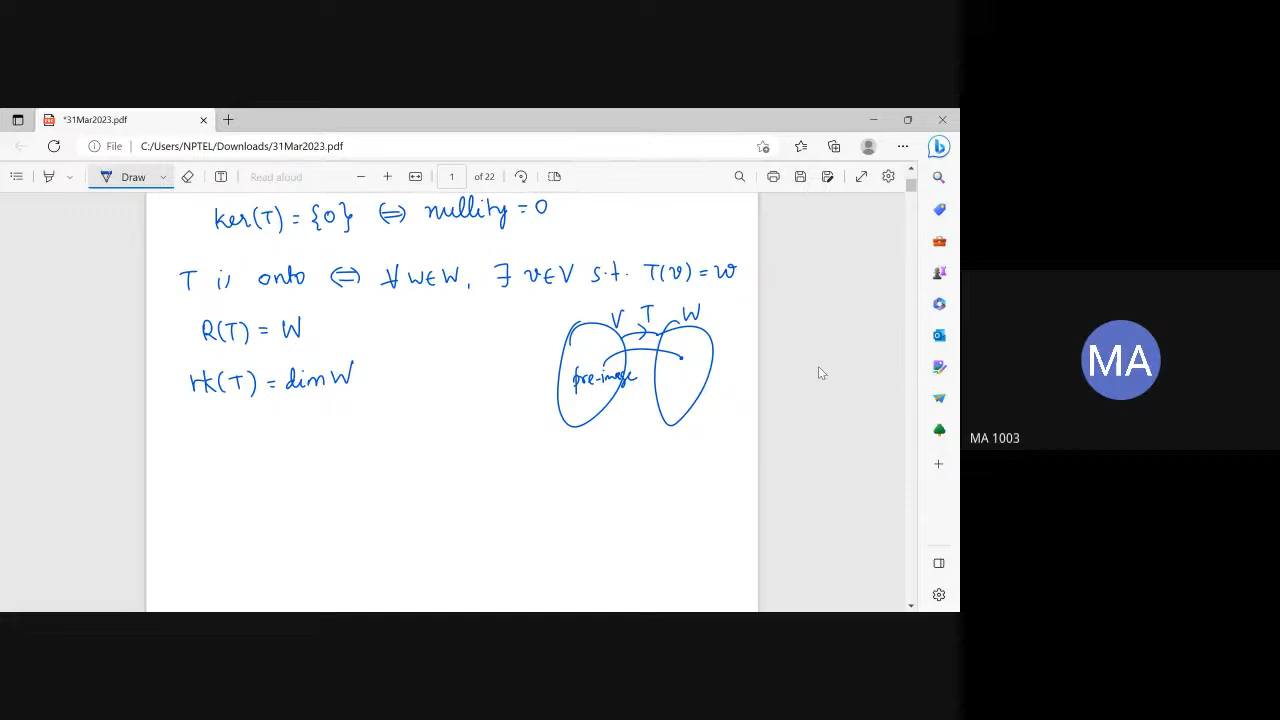 *31Mar2023.pdf
File
C:/Users/NPTEL/Downloads/31Mar2023.pdf
Draw
Read aloud
1
of 22
ker(T) = {0} ⇔ nullity = 0
T is onto ⇔ ∀ w∈W, ∃ v∈V s.t. T(v) = w
R(T) = W
rk(T) = dim W
V T W
pre-image
MA
MA 1003